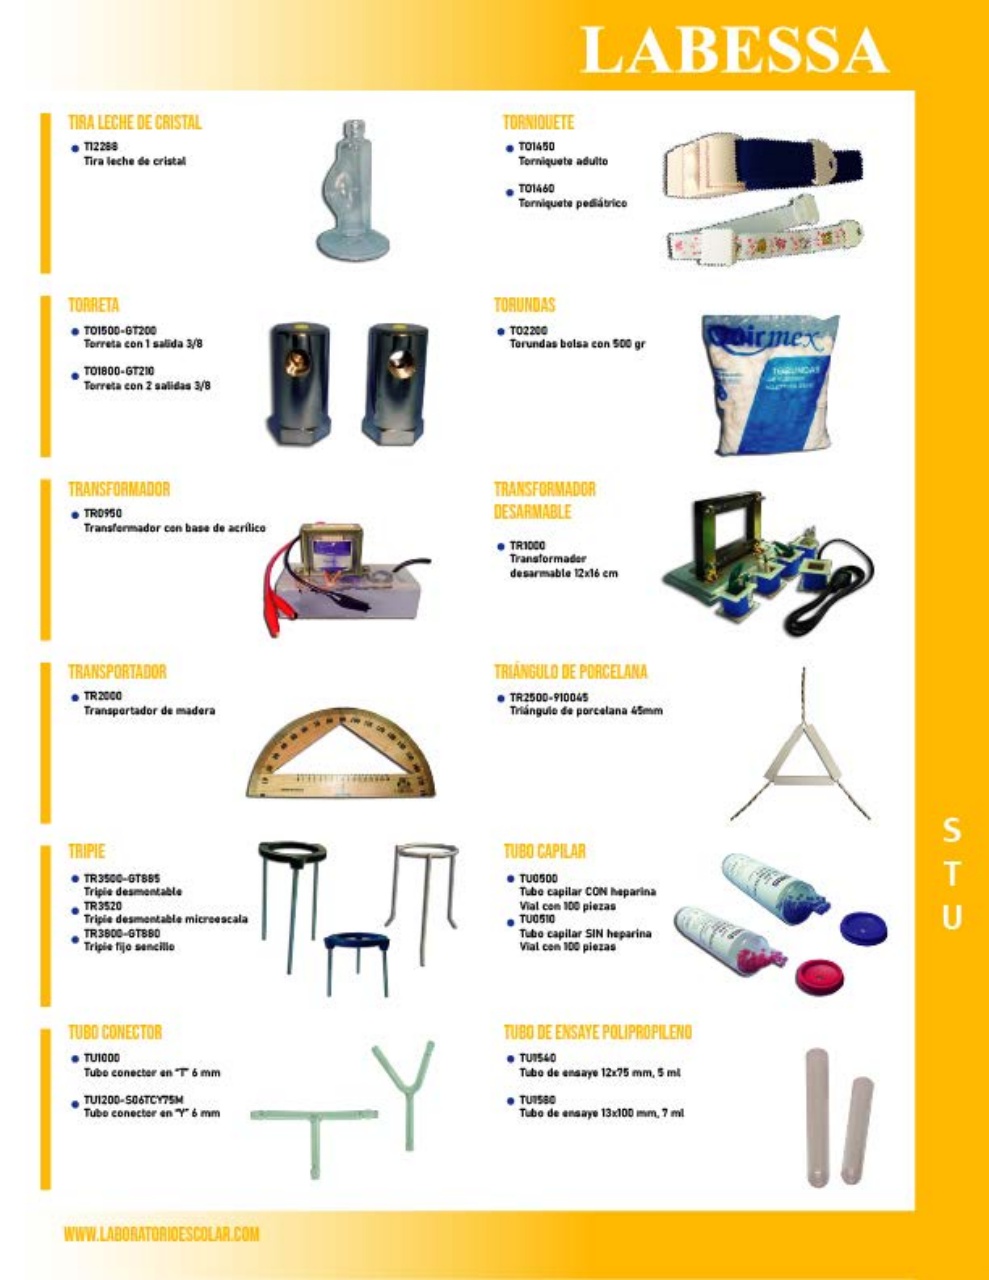 LABESSA
TIRA LECHE DE CRISTAL
TI2288
Tira leche de cristal
TORNIQUETE
TO1450
Torniquete adulto
TO1460
Torniquete pediátrico
TORRETA
TO1500-GT200
Torreta con 1 salida 3/8
TO1800-GT210
Torreta con 2 salidas 3/8
TORUNDAS
TO2200
Torundas bolsa con 500 gr
TORUNDAS
TRANSFORMADOR
TR0950
Transformador con base de acrílico
TRANSFORMADOR
DESARMABLE
TR1000
Transformador
desarmable 12x16 cm
TRANSPORTADOR
TR2000
Transportador de madera
TRIÁNGULO DE PORCELANA
TR2500-910045
Triángulo de porcelana 45mm
TRIPIE
TR3500-GT885
Tripie desmontable
TR3520
Tripie desmontable microescala
TR3800-GT880
Tripie fijo sencillo
TUBO CAPILAR
TU0500
Tubo capilar CON heparina
Vial con 100 piezas
TU0510
Tubo capilar SIN heparina
Vial con 100 piezas
S
T
U
TUBO CONECTOR
TU1000
Tubo conector en "T" 6 mm
TU1200-S06TCY75M
Tubo conector en "Y" 6 mm
TUBO DE ENSAYE POLIPROPILENO
TU1540
Tubo de ensaye 12x75 mm, 5 ml
TU1580
Tubo de ensaye 13x100 mm, 7 ml
WWW.LABORATORIOESCOLAR.COM